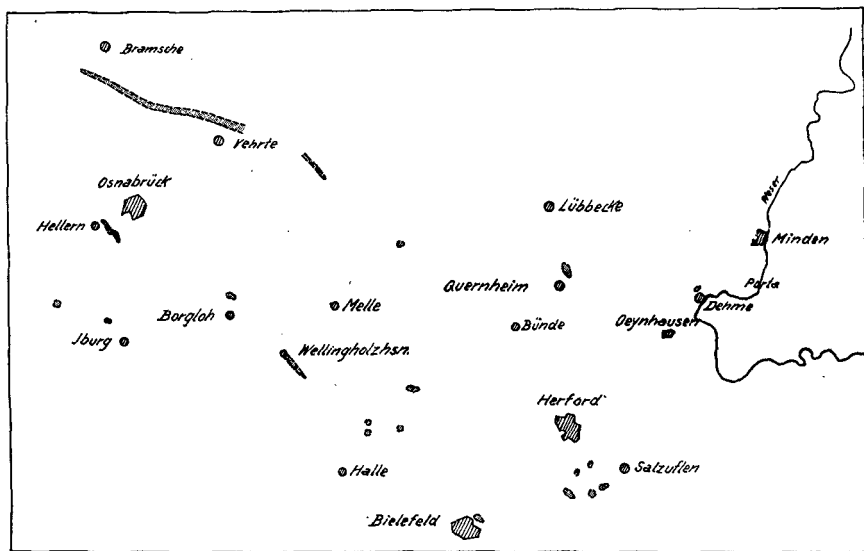 Bramsche
Vehrte
Osnabrück
Hellern
Lübbecke
Weser
Minden
Quernheim
Porta
Dehme
Melle
Borgloh
Bünde
Oeynhausen
Jburg
Wellingholzhsn.
Herford
Halle
Salzuflen
Bielefeld